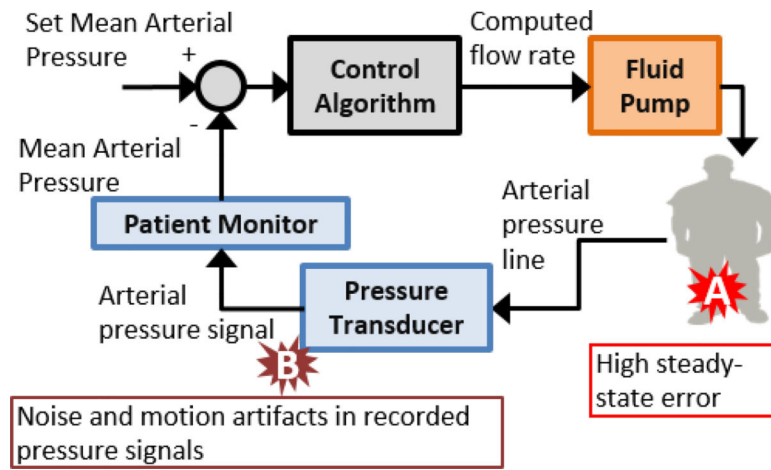 Set Mean Arterial
Pressure
+
-
Control
Algorithm
Computed
flow rate
Fluid
Pump
Mean Arterial
Pressure
Patient Monitor
Arterial
pressure
line
A
Arterial
pressure signal
Pressure
Transducer
B
High steady-
state error
Noise and motion artifacts in recorded
pressure signals